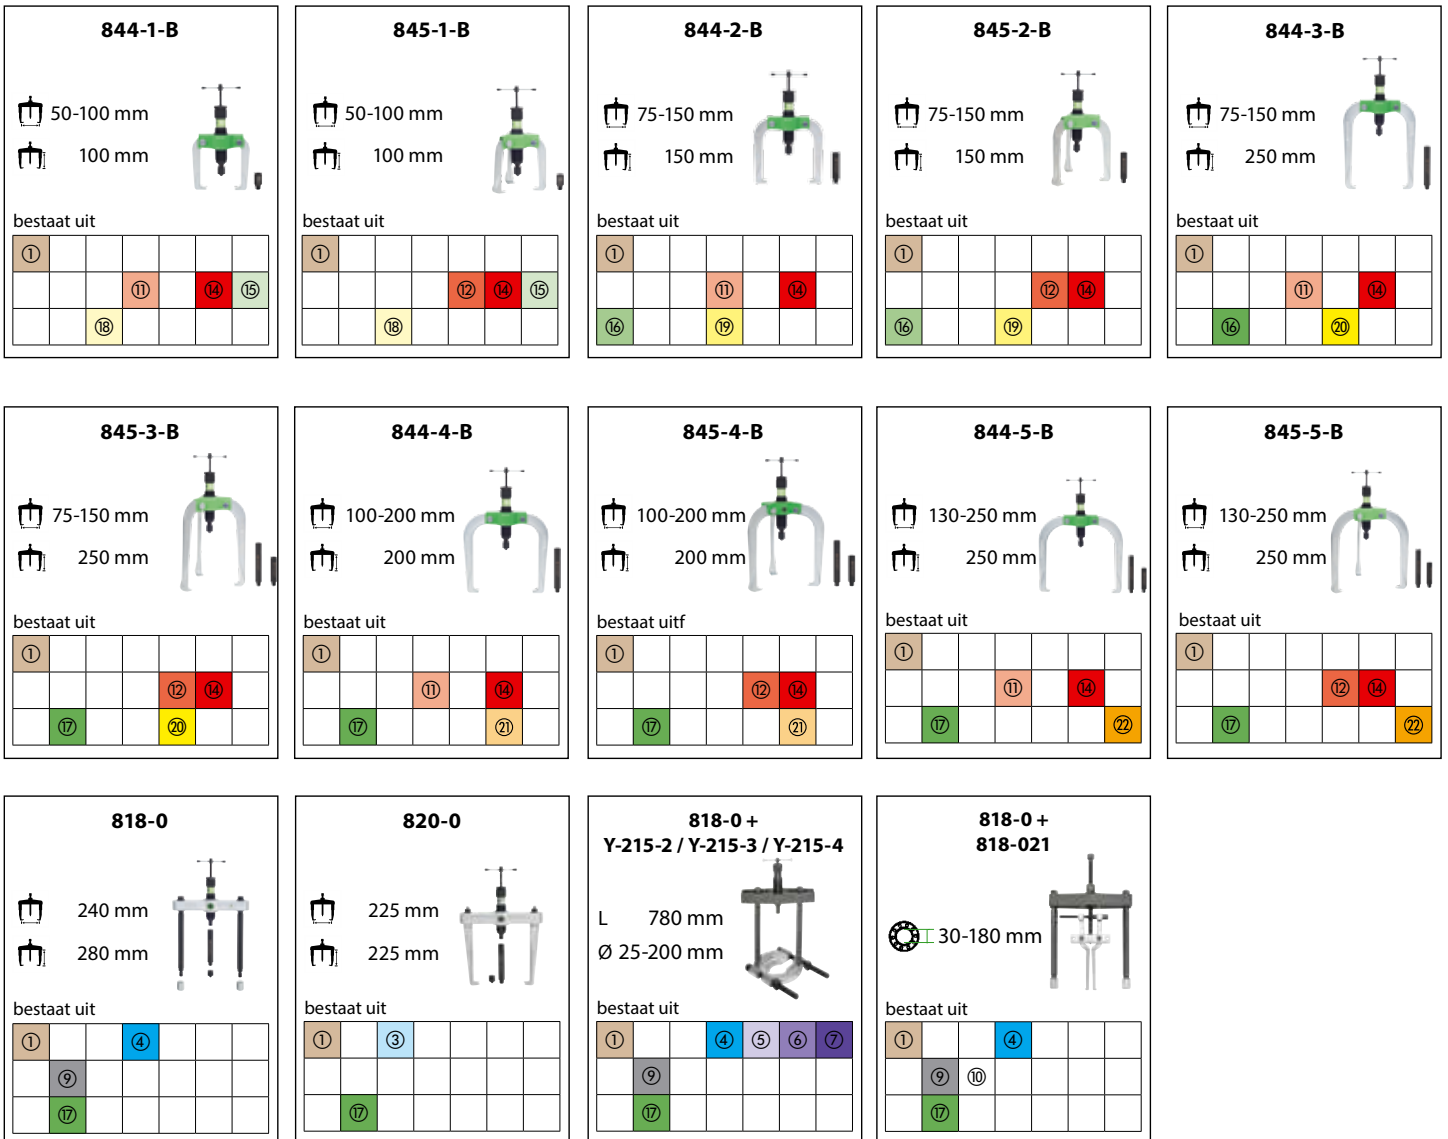 844-1-B
50-100 mm
100 mm
bestaat uit
①
⑪ ⑭ ⑮
⑱
845-1-B
50-100 mm
100 mm
bestaat uit
①
⑫ ⑭ ⑮
⑱
844-2-B
75-150 mm
150 mm
bestaat uit
①
⑪ ⑭
⑯ ⑲
845-2-B
75-150 mm
150 mm
bestaat uit
①
⑫ ⑭
⑯ ⑲
844-3-B
75-150 mm
250 mm
bestaat uit
①
⑪ ⑭
⑯ ⑳
845-3-B
75-150 mm
250 mm
bestaat uit
①
⑫ ⑭
⑰ ⑳
844-4-B
100-200 mm
200 mm
bestaat uit
①
⑪ ⑭
⑰ ㉑
845-4-B
100-200 mm
200 mm
bestaat uitf
①
⑫ ⑭
⑰ ㉑
844-5-B
130-250 mm
250 mm
bestaat uit
①
⑪ ⑭
⑰ ㉒
845-5-B
130-250 mm
250 mm
bestaat uit
①
⑫ ⑭
⑰ ㉒
818-0
240 mm
280 mm
bestaat uit
① ④
⑨
⑰
820-0
225 mm
225 mm
bestaat uit
① ③
⑰
818-0 +
Y-215-2 / Y-215-3 / Y-215-4
L 780 mm
Ø 25-200 mm
bestaat uit
① ④ ⑤ ⑥ ⑦
⑨
⑰
818-0 +
818-021
30-180 mm
bestaat uit
① ④
⑨ ⑩
⑰